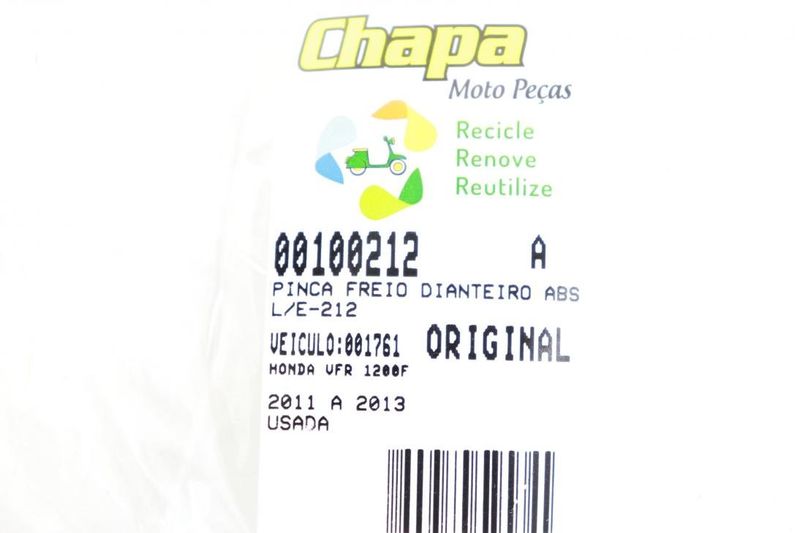 Chapa
Moto Peças
Recicle
Renove
Reutilize
00100212 A
PINCA FREIO DIANTEIRO ABS
L/E-212
VEICULO:001761 ORIGINAL
HONDA VFR 1200F
2011 A 2013
USADA